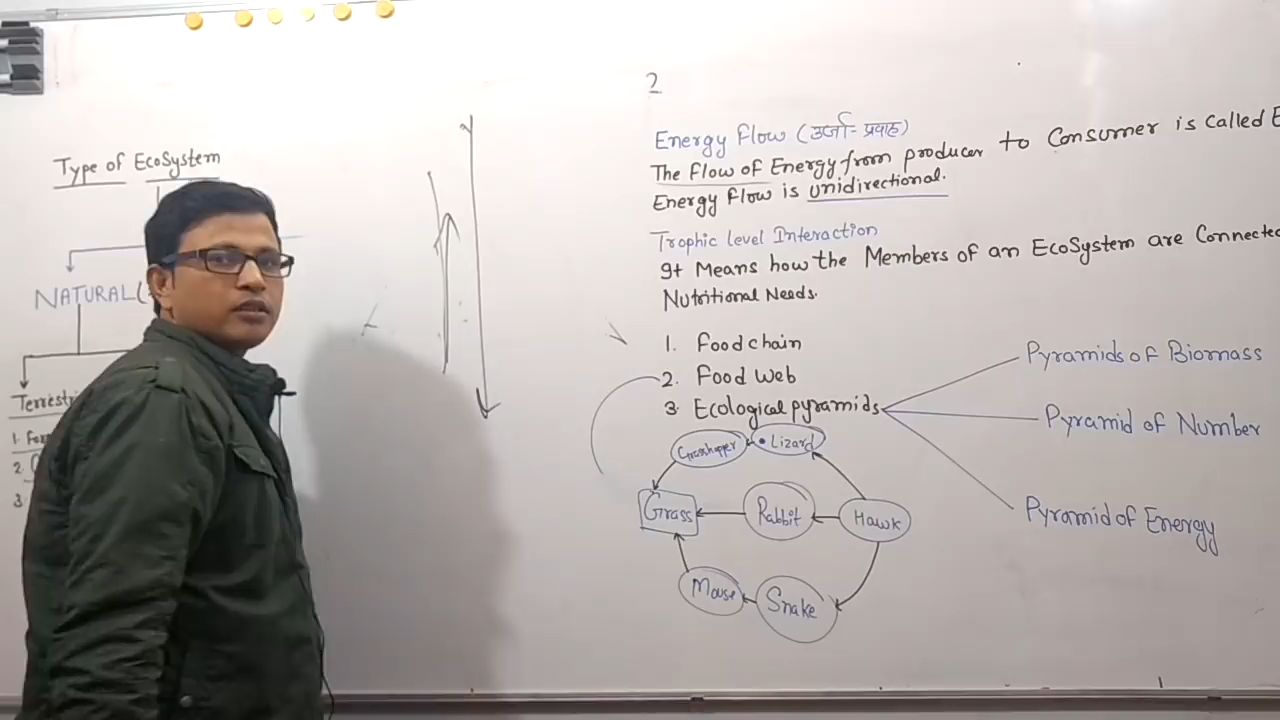 Type of EcoSystem
NATURAL(
Terrestri
1.
2.
3
2
Energy flow (उर्जा-प्रवाह)
The flow of Energy from producer to Consumer is called E
Energy flow is unidirectional.
Trophic level Interaction
It Means how the Members of an EcoSystem are Connected
Nutritional Needs.
1. Food chain
2. Food Web
3. Ecological pyramids
Pyramids of Biomass
Pyramid of Number
Pyramid of Energy
Grasshopper
Lizard
Grass
Rabbit
Hawk
Mouse
Snake